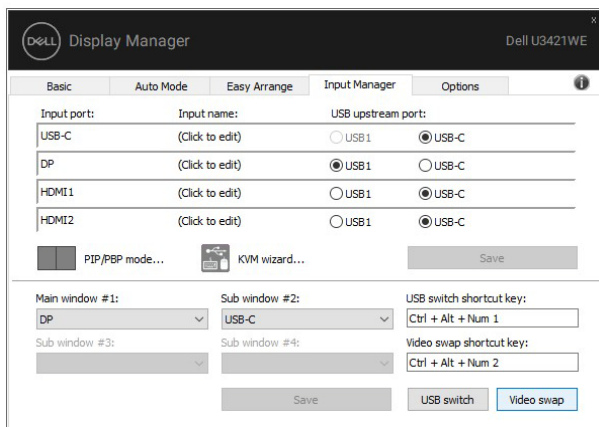 x
DELL Display Manager Dell U3421WE
Basic Auto Mode Easy Arrange Input Manager Options i
Input port: Input name: USB upstream port:
USB-C (Click to edit) USB1 USB-C
DP (Click to edit) USB1 USB-C
HDMI1 (Click to edit) USB1 USB-C
HDMI2 (Click to edit) USB1 USB-C
PIP/PBP mode... KVM wizard... Save
Main window #1: Sub window #2: USB switch shortcut key:
DP USB-C Ctrl + Alt + Num 1
Sub window #3: Sub window #4: Video swap shortcut key:
Ctrl + Alt + Num 2
Save USB switch Video swap